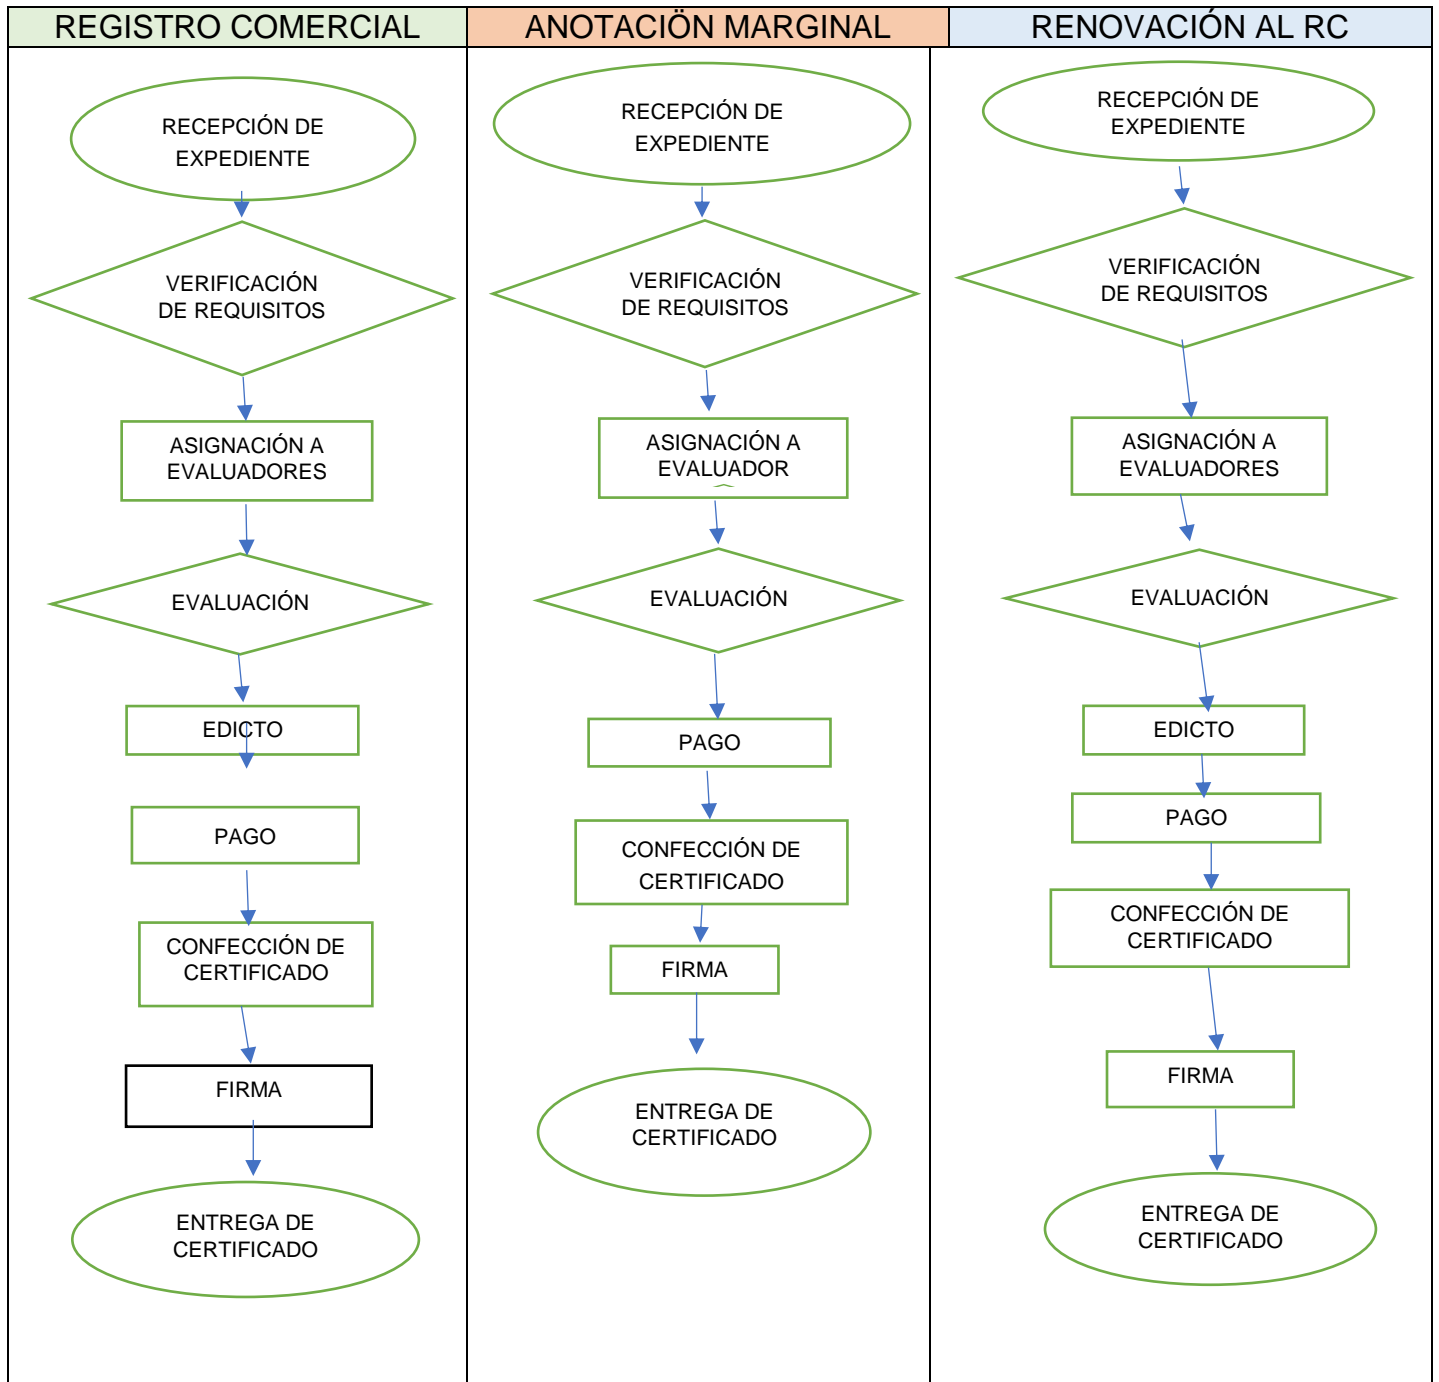 REGISTRO COMERCIAL
RECEPCIÓN DE
EXPEDIENTE
VERIFICACIÓN
DE REQUISITOS
ASIGNACIÓN A
EVALUADORES
EVALUACIÓN
EDICTO
PAGO
CONFECCIÓN DE
CERTIFICADO
FIRMA
ENTREGA DE
CERTIFICADO
ANOTACIÖN MARGINAL
RECEPCIÓN DE
EXPEDIENTE
VERIFICACIÓN
DE REQUISITOS
ASIGNACIÓN A
EVALUADOR
EVALUACIÓN
PAGO
CONFECCIÓN DE
CERTIFICADO
FIRMA
ENTREGA DE
CERTIFICADO
RENOVACIÓN AL RC
RECEPCIÓN DE
EXPEDIENTE
VERIFICACIÓN
DE REQUISITOS
ASIGNACIÓN A
EVALUADORES
EVALUACIÓN
EDICTO
PAGO
CONFECCIÓN DE
CERTIFICADO
FIRMA
ENTREGA DE
CERTIFICADO